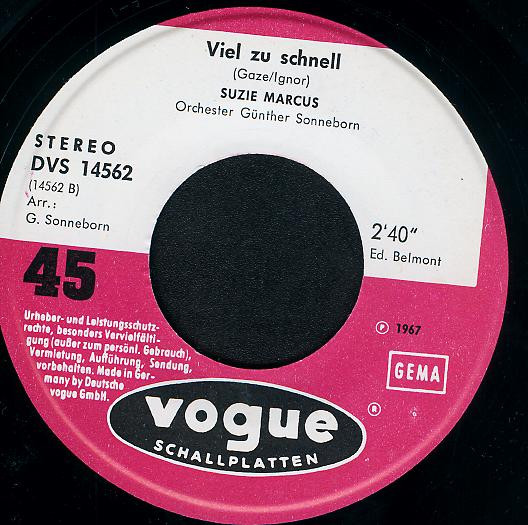 Viel zu schnell
(Gaze/Ignor)
SUZIE MARCUS
Orchester Günther Sonneborn
STEREO
DVS 14562
(14562 B)
Arr.:
G. Sonneborn
2'40"
Ed. Belmont
45
Ⓟ 1967
GEMA
Urheber- und Leistungsschutz-
rechte, besonders Vervielfälti-
gung (außer zum persönl. Gebrauch),
Vermietung, Aufführung, Sendung,
vorbehalten. Made in Ger-
many by Deutsche
vogue GmbH.
®
vogue
SCHALLPLATTEN